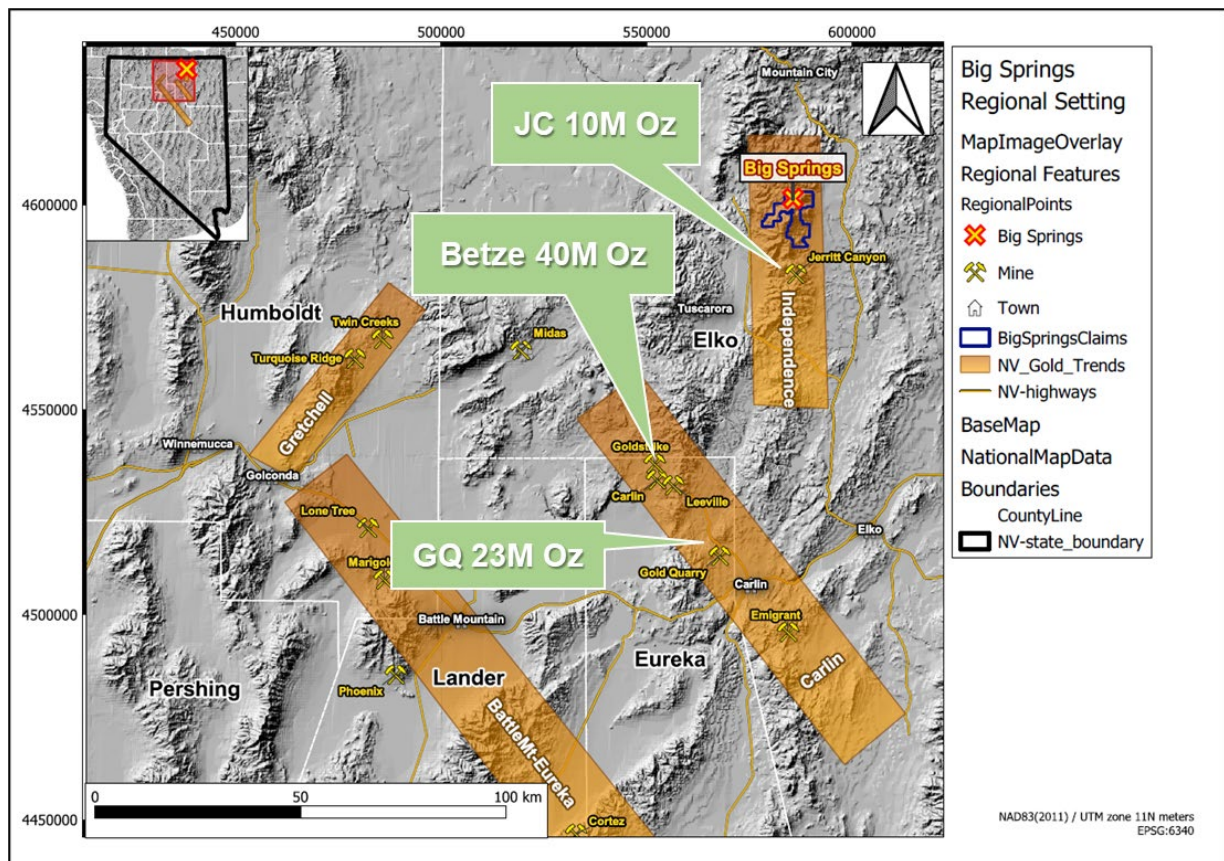 450000
500000
550000
600000
4600000
4550000
4500000
4450000
Mountain City
JC 10M Oz
Big Springs
Betze 40M Oz
Jerritt Canyon
Independence
Humboldt
Twin Creeks
Turquoise Ridge
Midas
Tuscarora
Elko
Getchell
Winnemucca
Golconda
Goldstrike
Carlin
Leeville
Lone Tree
Elko
GQ 23M Oz
Marigold
Gold Quarry
Carlin
Battle Mountain
Emigrant
Eureka
Carlin
Pershing
Lander
Phoenix
BattleMt-Eureka
Cortez
0
50
100 km
Big Springs
Regional Setting
MapImageOverlay
Regional Features
RegionalPoints
Big Springs
Mine
Town
BigSpringsClaims
NV_Gold_Trends
NV-highways
BaseMap
NationalMapData
Boundaries
CountyLine
NV-state_boundary
NAD83(2011) / UTM zone 11N meters
EPSG:6340